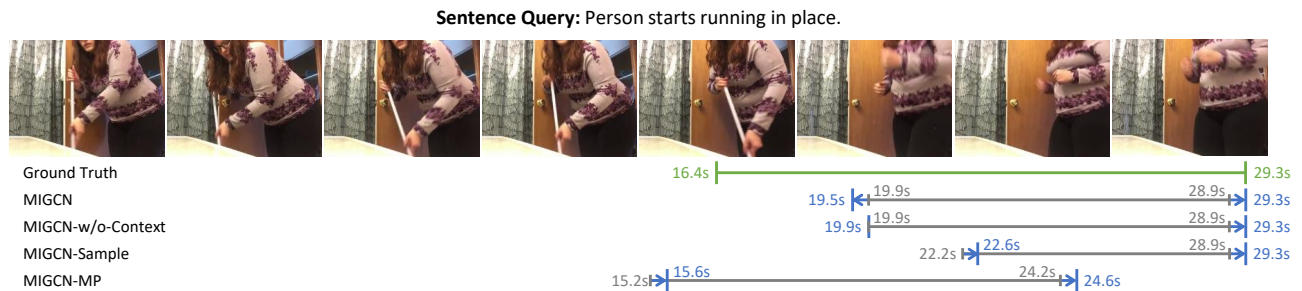 Sentence Query: Person starts running in place.
Ground Truth 16.4s 29.3s
MIGCN 19.5s 19.9s 28.9s 29.3s
MIGCN-w/o-Context 19.9s 19.9s 28.9s 29.3s
MIGCN-Sample 22.2s 22.6s 28.9s 29.3s
MIGCN-MP 15.2s 15.6s 24.2s 24.6s